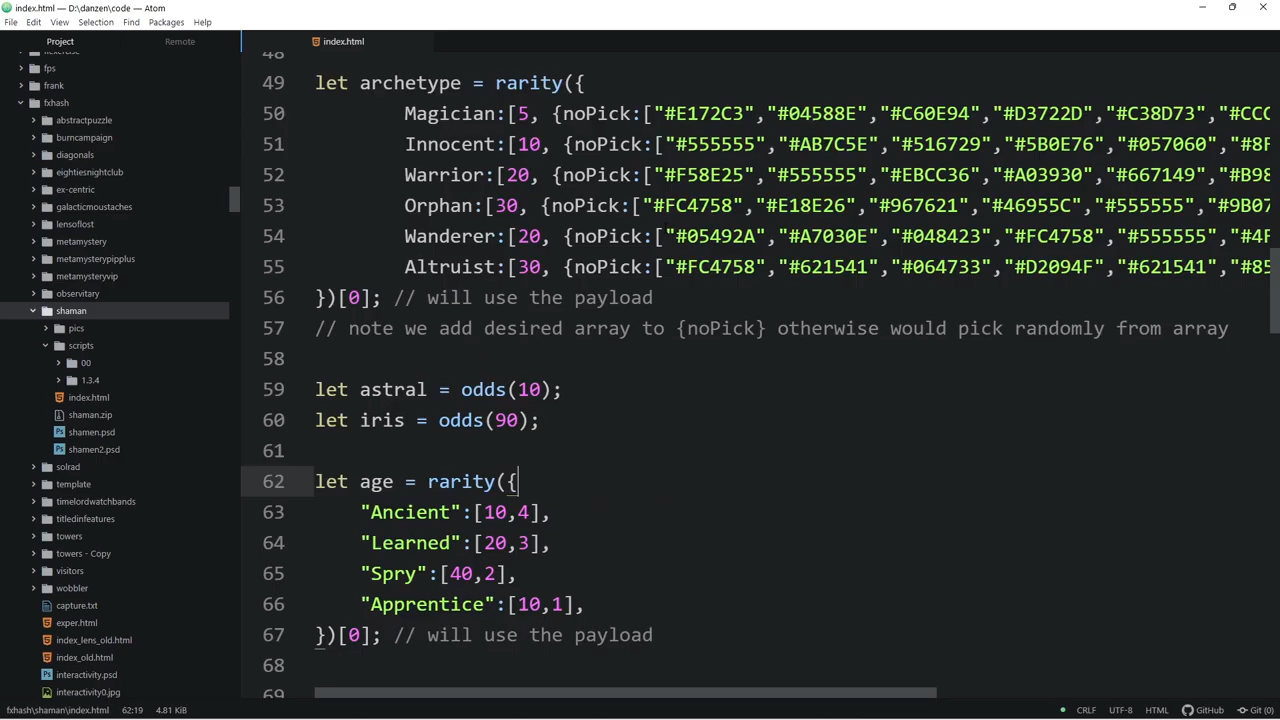 index.html — D:\danzen\code — Atom
File Edit View Selection Find Packages Help
Project Remote
index.html
flexercise
fps
frank
fxhash
abstractpuzzle
burncampaign
diagonals
eightiesnightclub
ex-centric
galacticmoustaches
lensoflost
metamystery
metamysterypipplus
metamysteryvip
observitary
shaman
pics
scripts
00
1.3.4
index.html
shaman.zip
shamen.psd
shamen2.psd
solrad
template
timelordwatchbands
titledinfeatures
towers
towers - Copy
visitors
wobbler
capture.txt
exper.html
index_lens_old.html
index_old.html
interactivity.psd
interactivity0.jpg
48
49 let archetype = rarity({
50 Magician:[5, {noPick:["#E172C3","#04588E","#C60E94","#D3722D","#C38D73","#CCC
51 Innocent:[10, {noPick:["#555555","#AB7C5E","#516729","#5B0E76","#057060","#8F
52 Warrior:[20, {noPick:["#F58E25","#555555","#EBCC36","#A03930","#667149","#B98
53 Orphan:[30, {noPick:["#FC4758","#E18E26","#967621","#46955C","#555555","#9B07
54 Wanderer:[20, {noPick:["#05492A","#A7030E","#048423","#FC4758","#555555","#4F
55 Altruist:[30, {noPick:["#FC4758","#621541","#064733","#D2094F","#621541","#85
56 })[0]; // will use the payload
57 // note we add desired array to {noPick} otherwise would pick randomly from array
58
59 let astral = odds(10);
60 let iris = odds(90);
61
62 let age = rarity({
63 "Ancient":[10,4],
64 "Learned":[20,3],
65 "Spry":[40,2],
66 "Apprentice":[10,1],
67 })[0]; // will use the payload
68
69
fxhash\shaman\index.html 62:19 4.81 KiB CRLF UTF-8 HTML GitHub Git (0)